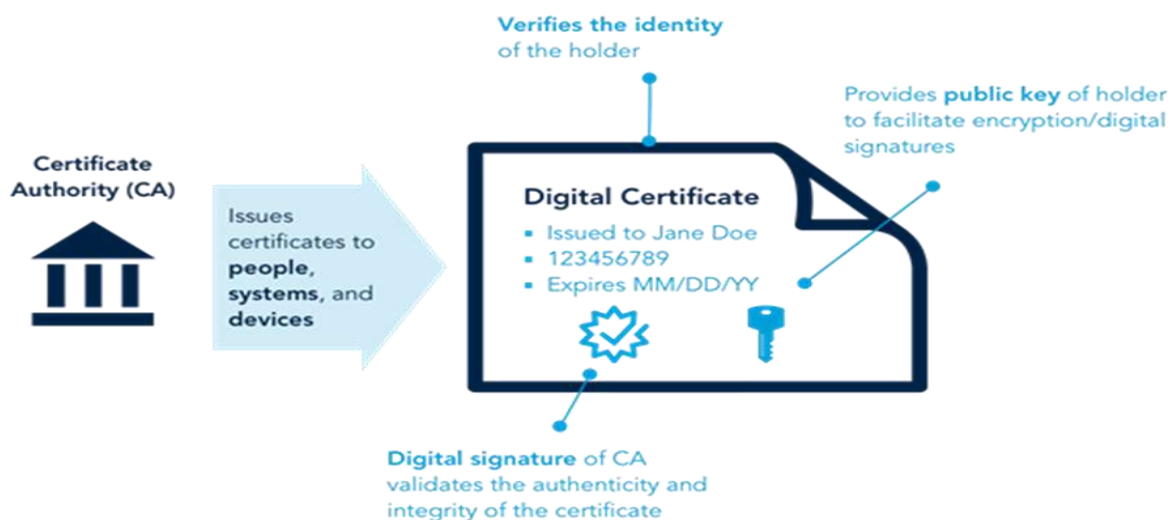 Verifies the identity
of the holder
Provides public key of holder
to facilitate encryption/digital
signatures
Certificate
Authority (CA)
Issues
certificates to
people,
systems, and
devices
Digital Certificate
▪ Issued to Jane Doe
▪ 123456789
▪ Expires MM/DD/YY
Digital signature of CA
validates the authenticity and
integrity of the certificate